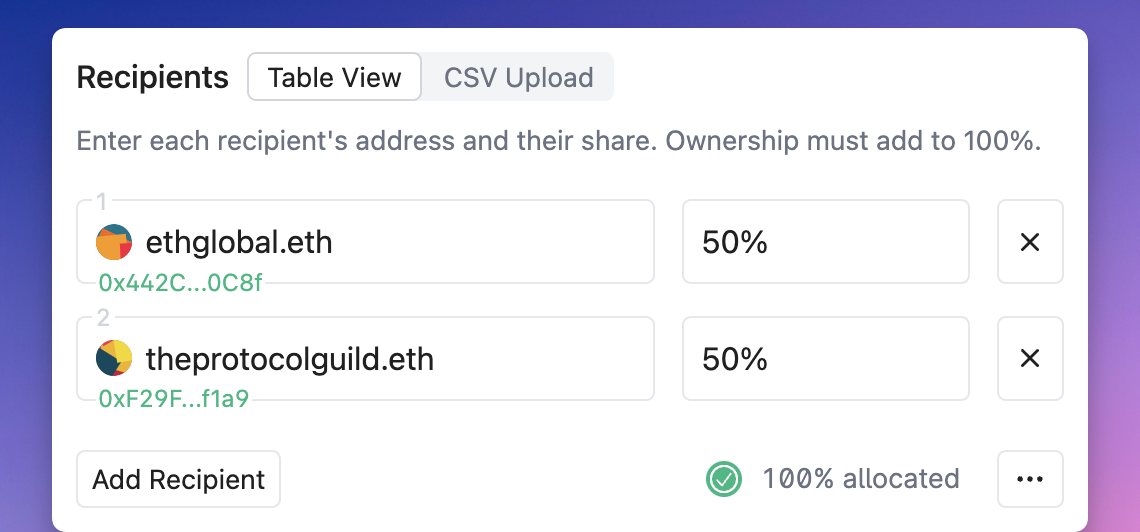 Recipients Table View CSV Upload
Enter each recipient's address and their share. Ownership must add to 100%.
1
ethglobal.eth 50%
0x442C...0C8f
2
theprotocolguild.eth 50%
0xF29F...f1a9
Add Recipient 100% allocated